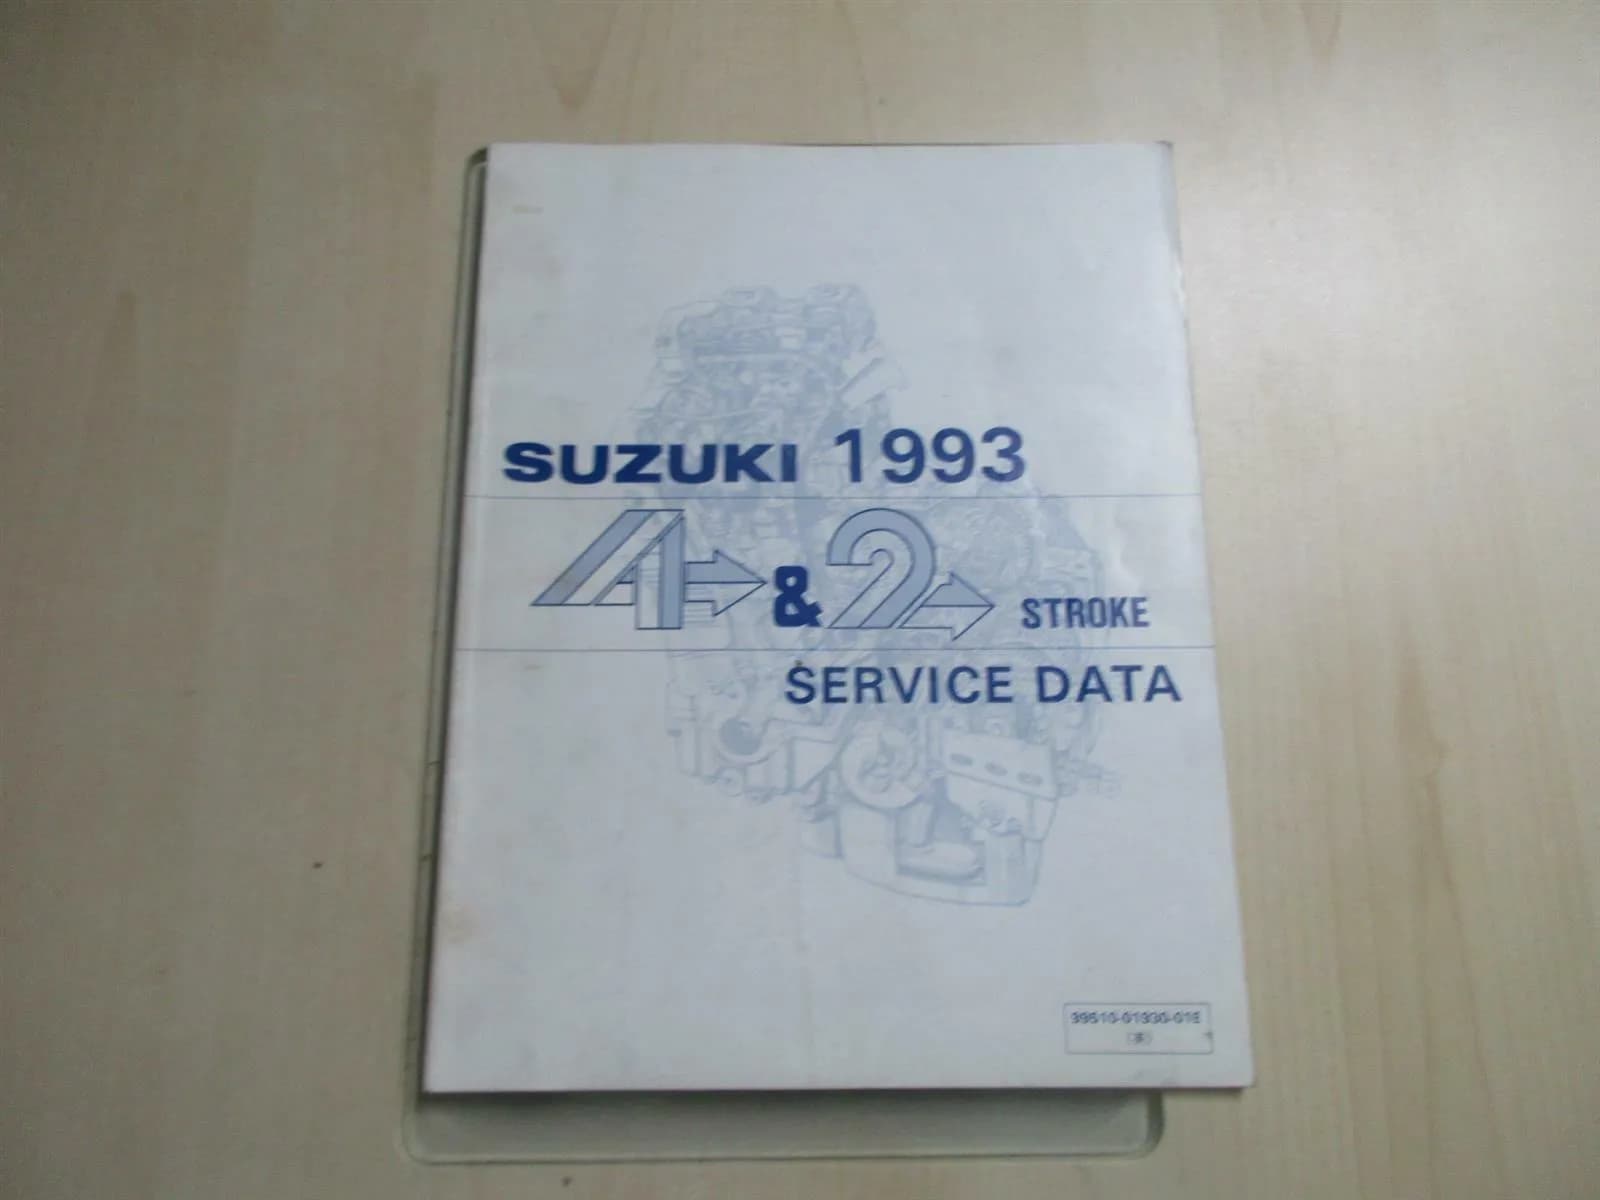 SUZUKI 1993
4 & 2 STROKE
SERVICE DATA